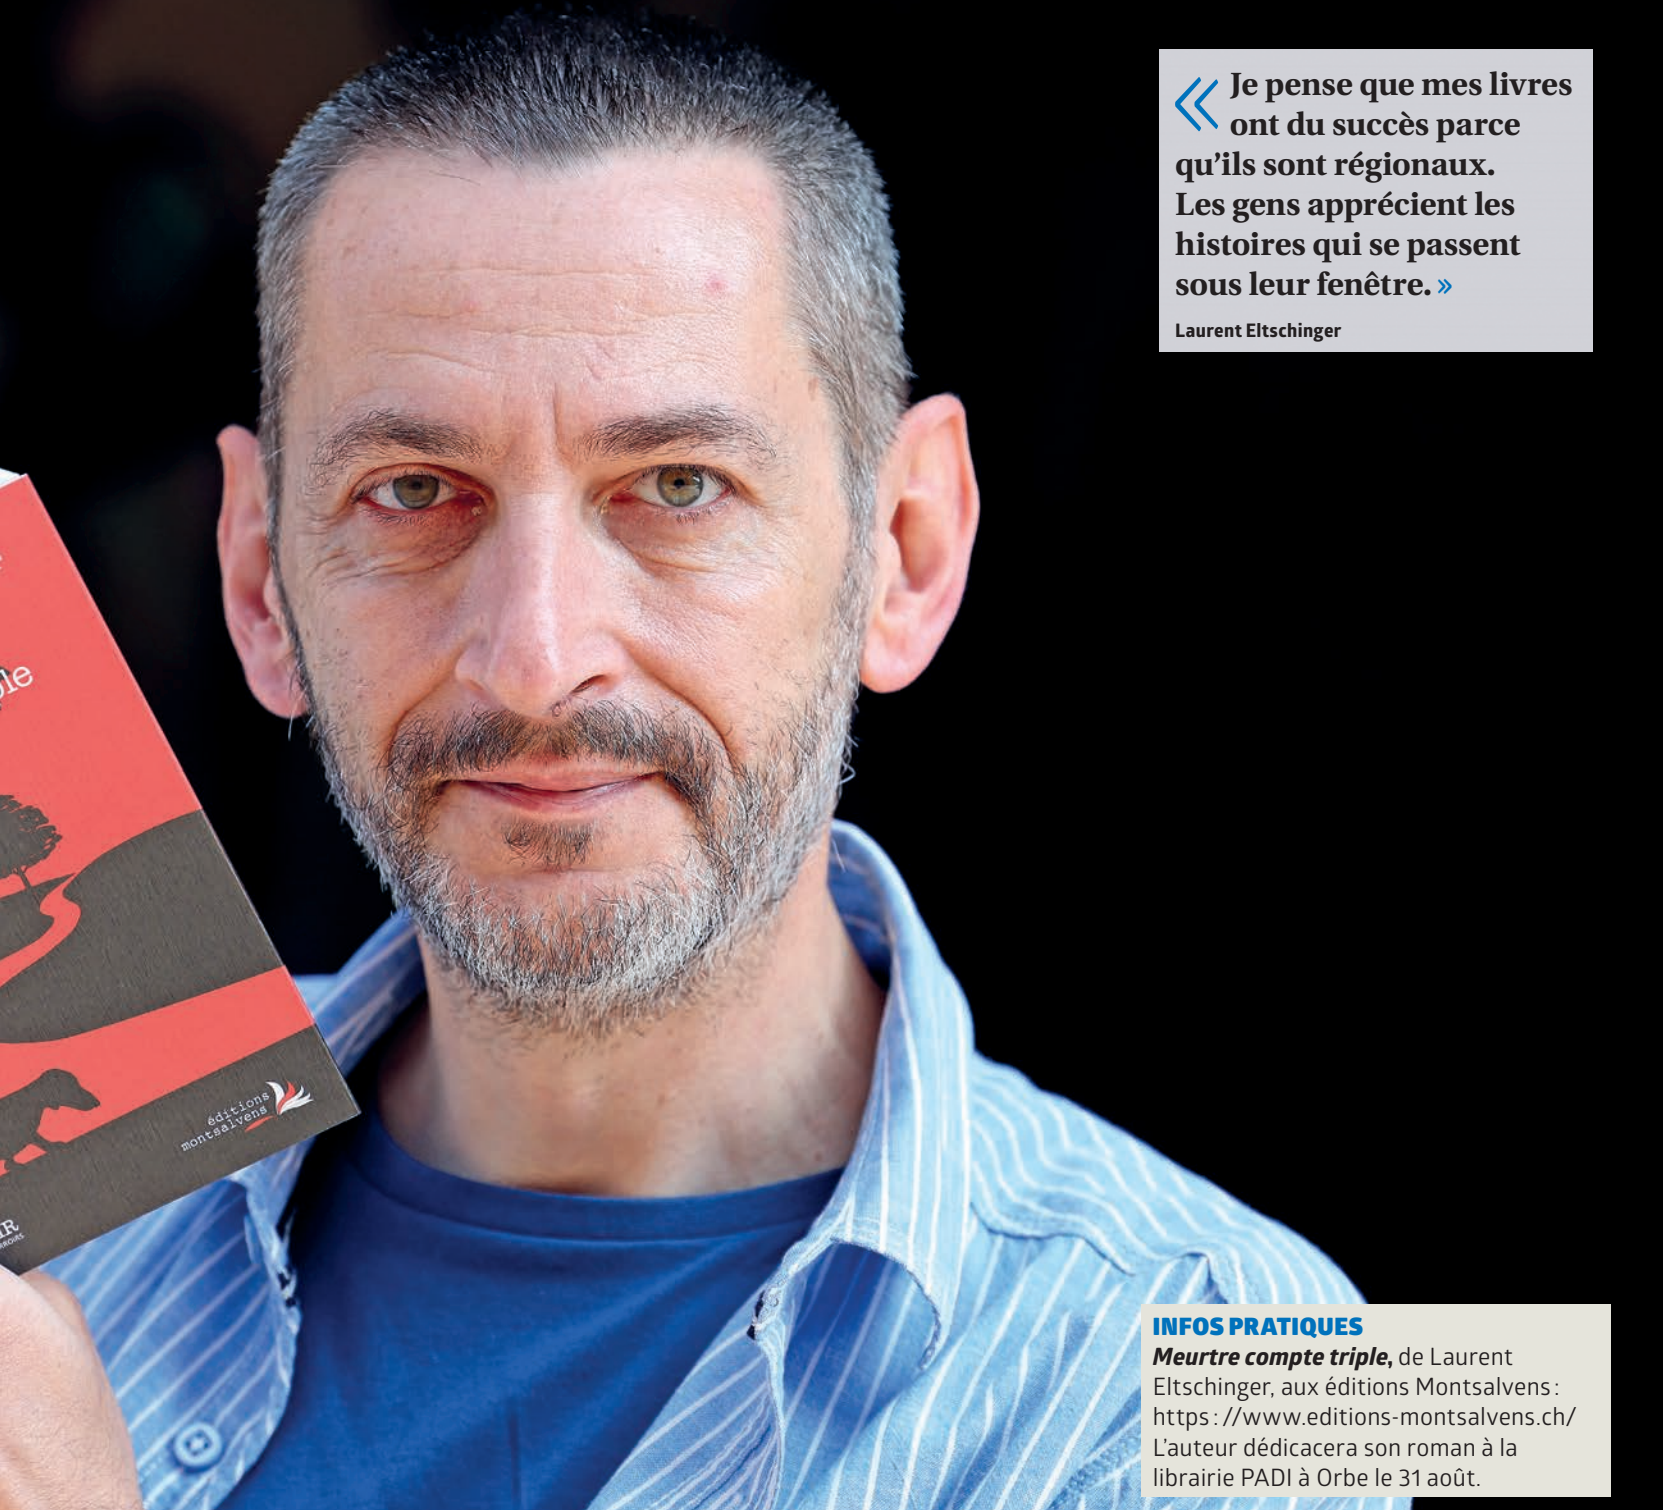 « Je pense que mes livres
ont du succès parce
qu’ils sont régionaux.
Les gens apprécient les
histoires qui se passent
sous leur fenêtre. »
Laurent Eltschinger
éditions
montsalvens
INFOS PRATIQUES
Meurtre compte triple, de Laurent
Eltschinger, aux éditions Montsalvens :
https : //www.editions-montsalvens.ch/
L’auteur dédicacera son roman à la
librairie PADI à Orbe le 31 août.